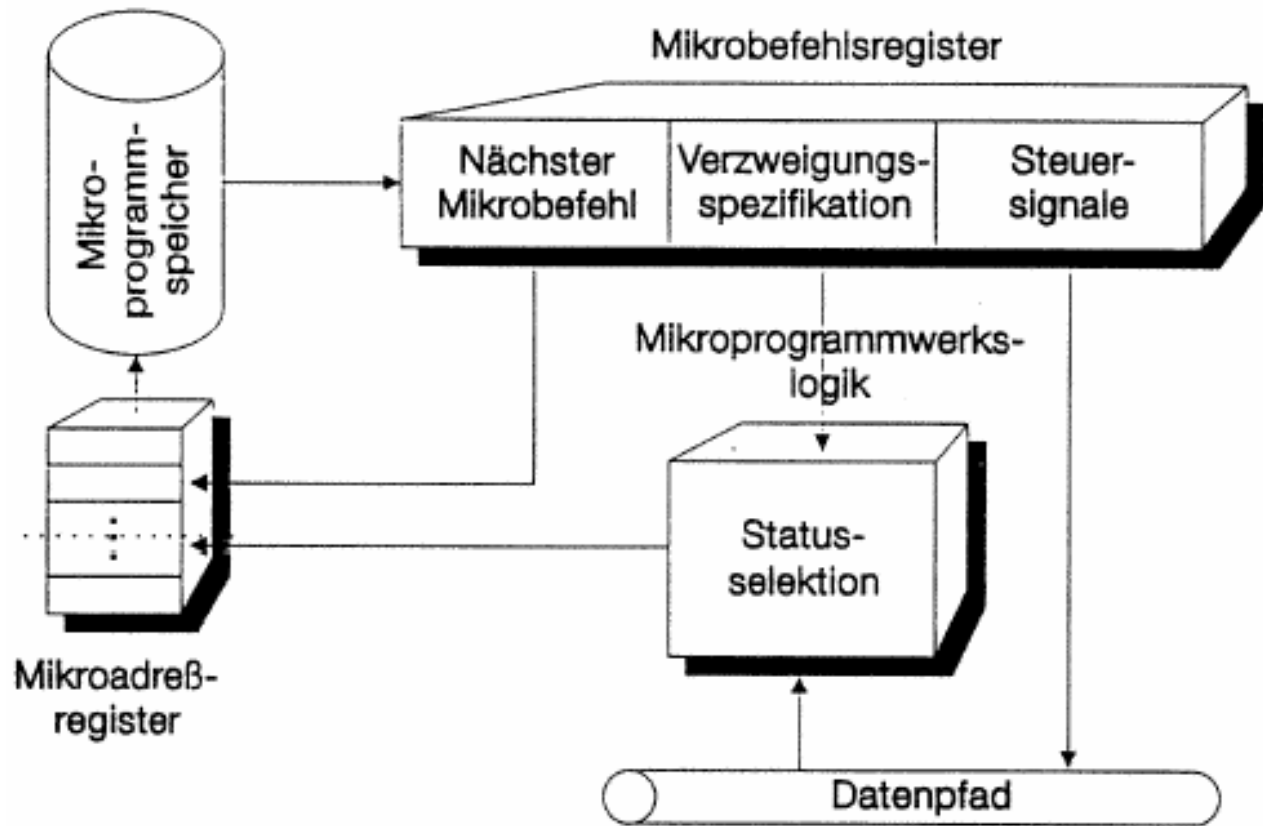 Mikrobefehlsregister
Mikro-
programm-
speicher
Nächster
Mikrobefehl
Verzweigungs-
spezifikation
Steuer-
signale
Mikroprogrammwerks-
logik
Status-
selektion
Mikroadreß-
register
Datenpfad